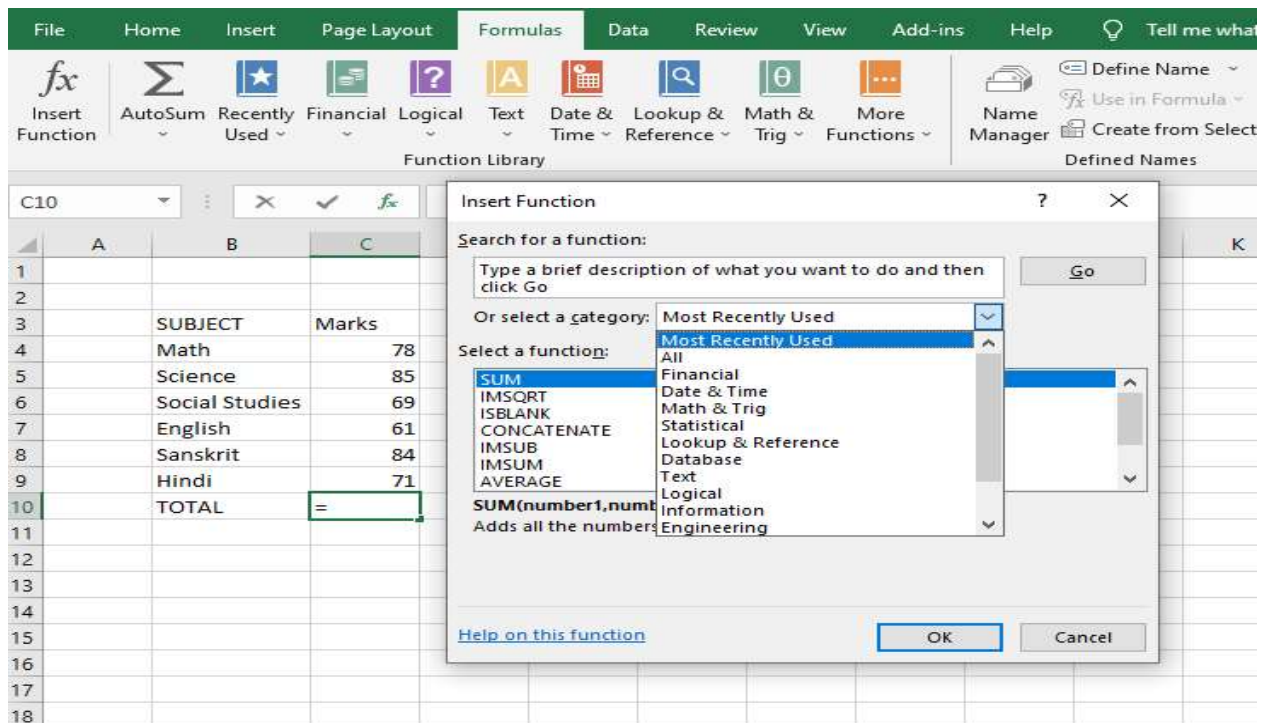 File Home Insert Page Layout Formulas Data Review View Add-ins Help Tell me what
fx Σ ? A θ
Insert Function
AutoSum
Recently Used
Financial
Logical
Text
Date & Time
Lookup & Reference
Math & Trig
More Functions
Function Library
Name Manager
Define Name
Use in Formula
Create from Select
Defined Names
C10 fx
A B C K
1
2
3 SUBJECT Marks
4 Math 78
5 Science 85
6 Social Studies 69
7 English 61
8 Sanskrit 84
9 Hindi 71
10 TOTAL =
11
12
13
14
15
16
17
18
Insert Function ?
Search for a function:
Type a brief description of what you want to do and then
click Go
Go
Or select a category: Most Recently Used
Most Recently Used
All
Financial
Date & Time
Math & Trig
Statistical
Lookup & Reference
Database
Text
Logical
Information
Engineering
Select a function:
SUM
IMSQRT
ISBLANK
CONCATENATE
IMSUB
IMSUM
AVERAGE
SUM(number1,numb
Adds all the numbers
Help on this function
OK Cancel